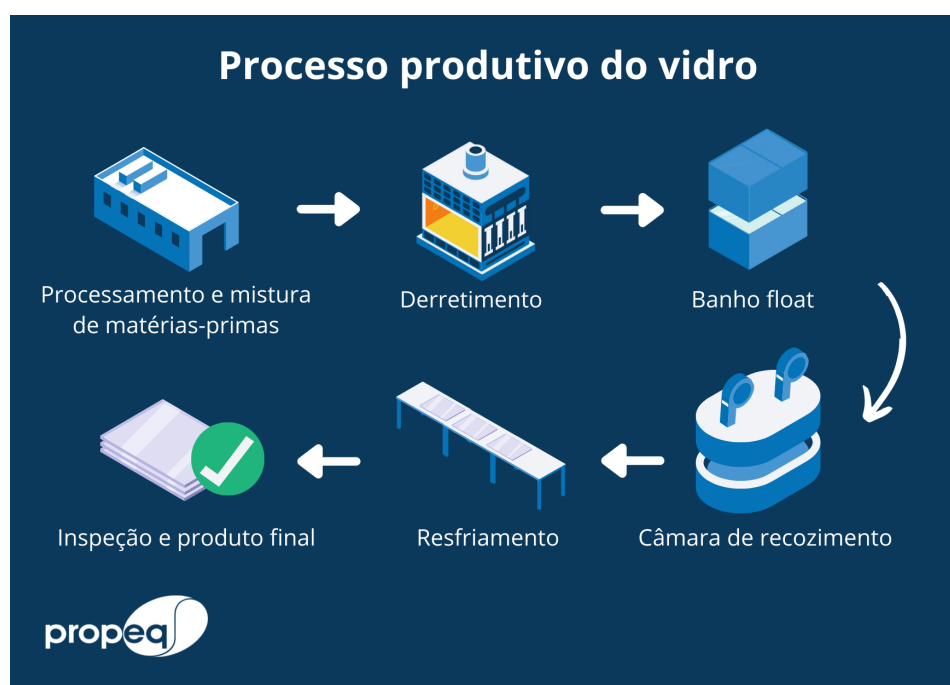 Processo produtivo do vidro
Processamento e mistura
de matérias-primas
Derretimento
Banho float
Inspeção e produto final
Resfriamento
Câmara de recozimento
propeq